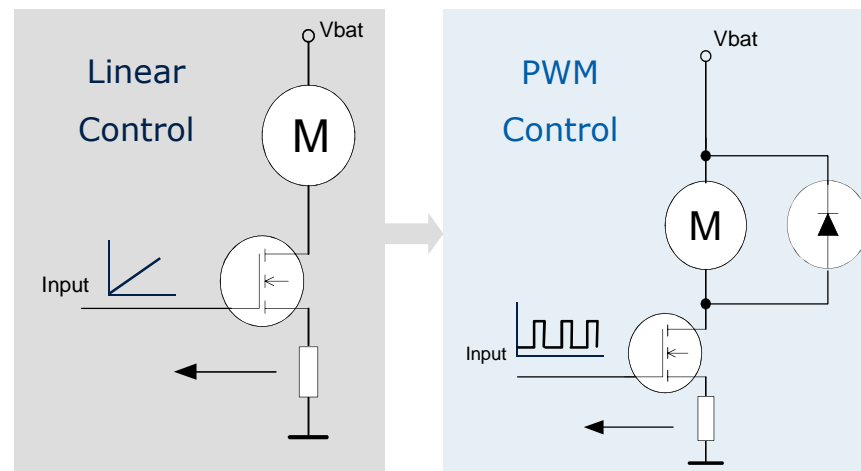 Vbat
Linear
Control
M
Input
Vbat
PWM
Control
M
Input